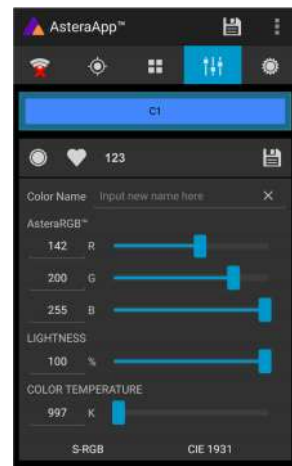 AsteraApp™
C1
123
Color Name Input new name here
AsteraRGB™
142 R
200 G
255 B
LIGHTNESS
100 %
COLOR TEMPERATURE
997 K
S-RGB CIE 1931